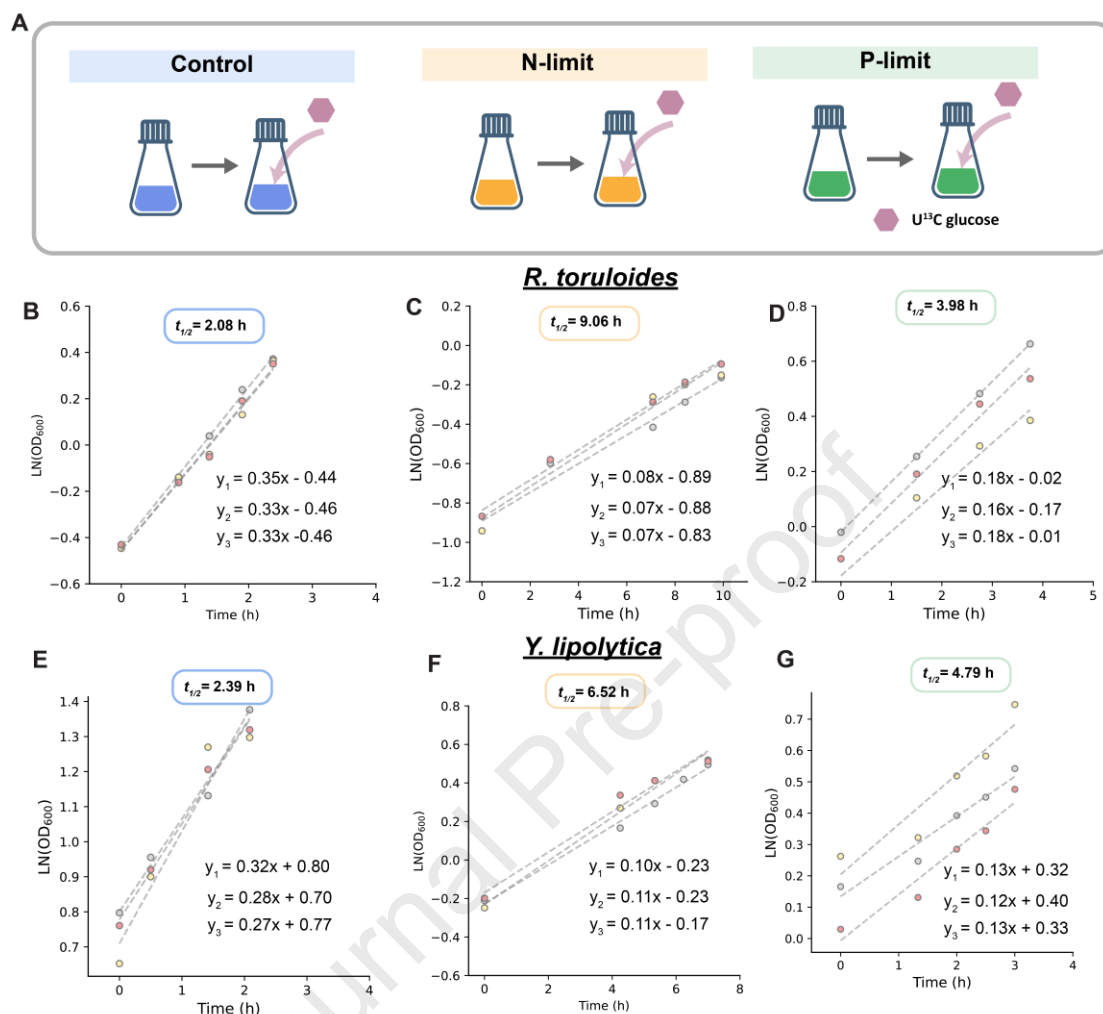 A
Control
N-limit
P-limit
U¹³C glucose
R. toruloides
B
t₁/₂ = 2.08 h
0.6
0.4
0.2
0.0
−0.2
−0.4
−0.6
LN(OD₆₀₀)
y₁ = 0.35x - 0.44
y₂ = 0.33x - 0.46
y₃ = 0.33x -0.46
0 1 2 3 4
Time (h)
C
t₁/₂ = 9.06 h
0.2
0.0
−0.2
−0.4
−0.6
−0.8
−1.0
−1.2
LN(OD₆₀₀)
y₁ = 0.08x - 0.89
y₂ = 0.07x - 0.88
y₃ = 0.07x - 0.83
0 2 4 6 8 10
Time (h)
D
t₁/₂ = 3.98 h
0.8
0.6
0.4
0.2
0.0
−0.2
LN(OD₆₀₀)
y₁ = 0.18x - 0.02
y₂ = 0.16x - 0.17
y₃ = 0.18x - 0.01
0 1 2 3 4 5
Time (h)
Y. lipolytica
E
t₁/₂ = 2.39 h
1.4
1.3
1.2
1.1
1.0
0.9
0.8
0.7
LN(OD₆₀₀)
y₁ = 0.32x + 0.80
y₂ = 0.28x + 0.70
y₃ = 0.27x + 0.77
0 1 2 3 4
Time (h)
F
t₁/₂ = 6.52 h
0.8
0.6
0.4
0.2
0.0
−0.2
−0.4
−0.6
LN(OD₆₀₀)
y₁ = 0.10x - 0.23
y₂ = 0.11x - 0.23
y₃ = 0.11x - 0.17
0 2 4 6 8
Time (h)
G
t₁/₂ = 4.79 h
0.7
0.6
0.5
0.4
0.3
0.2
0.1
0.0
LN(OD₆₀₀)
y₁ = 0.13x + 0.32
y₂ = 0.12x + 0.40
y₃ = 0.13x + 0.33
0 1 2 3 4
Time (h)
urnal Pre-proof